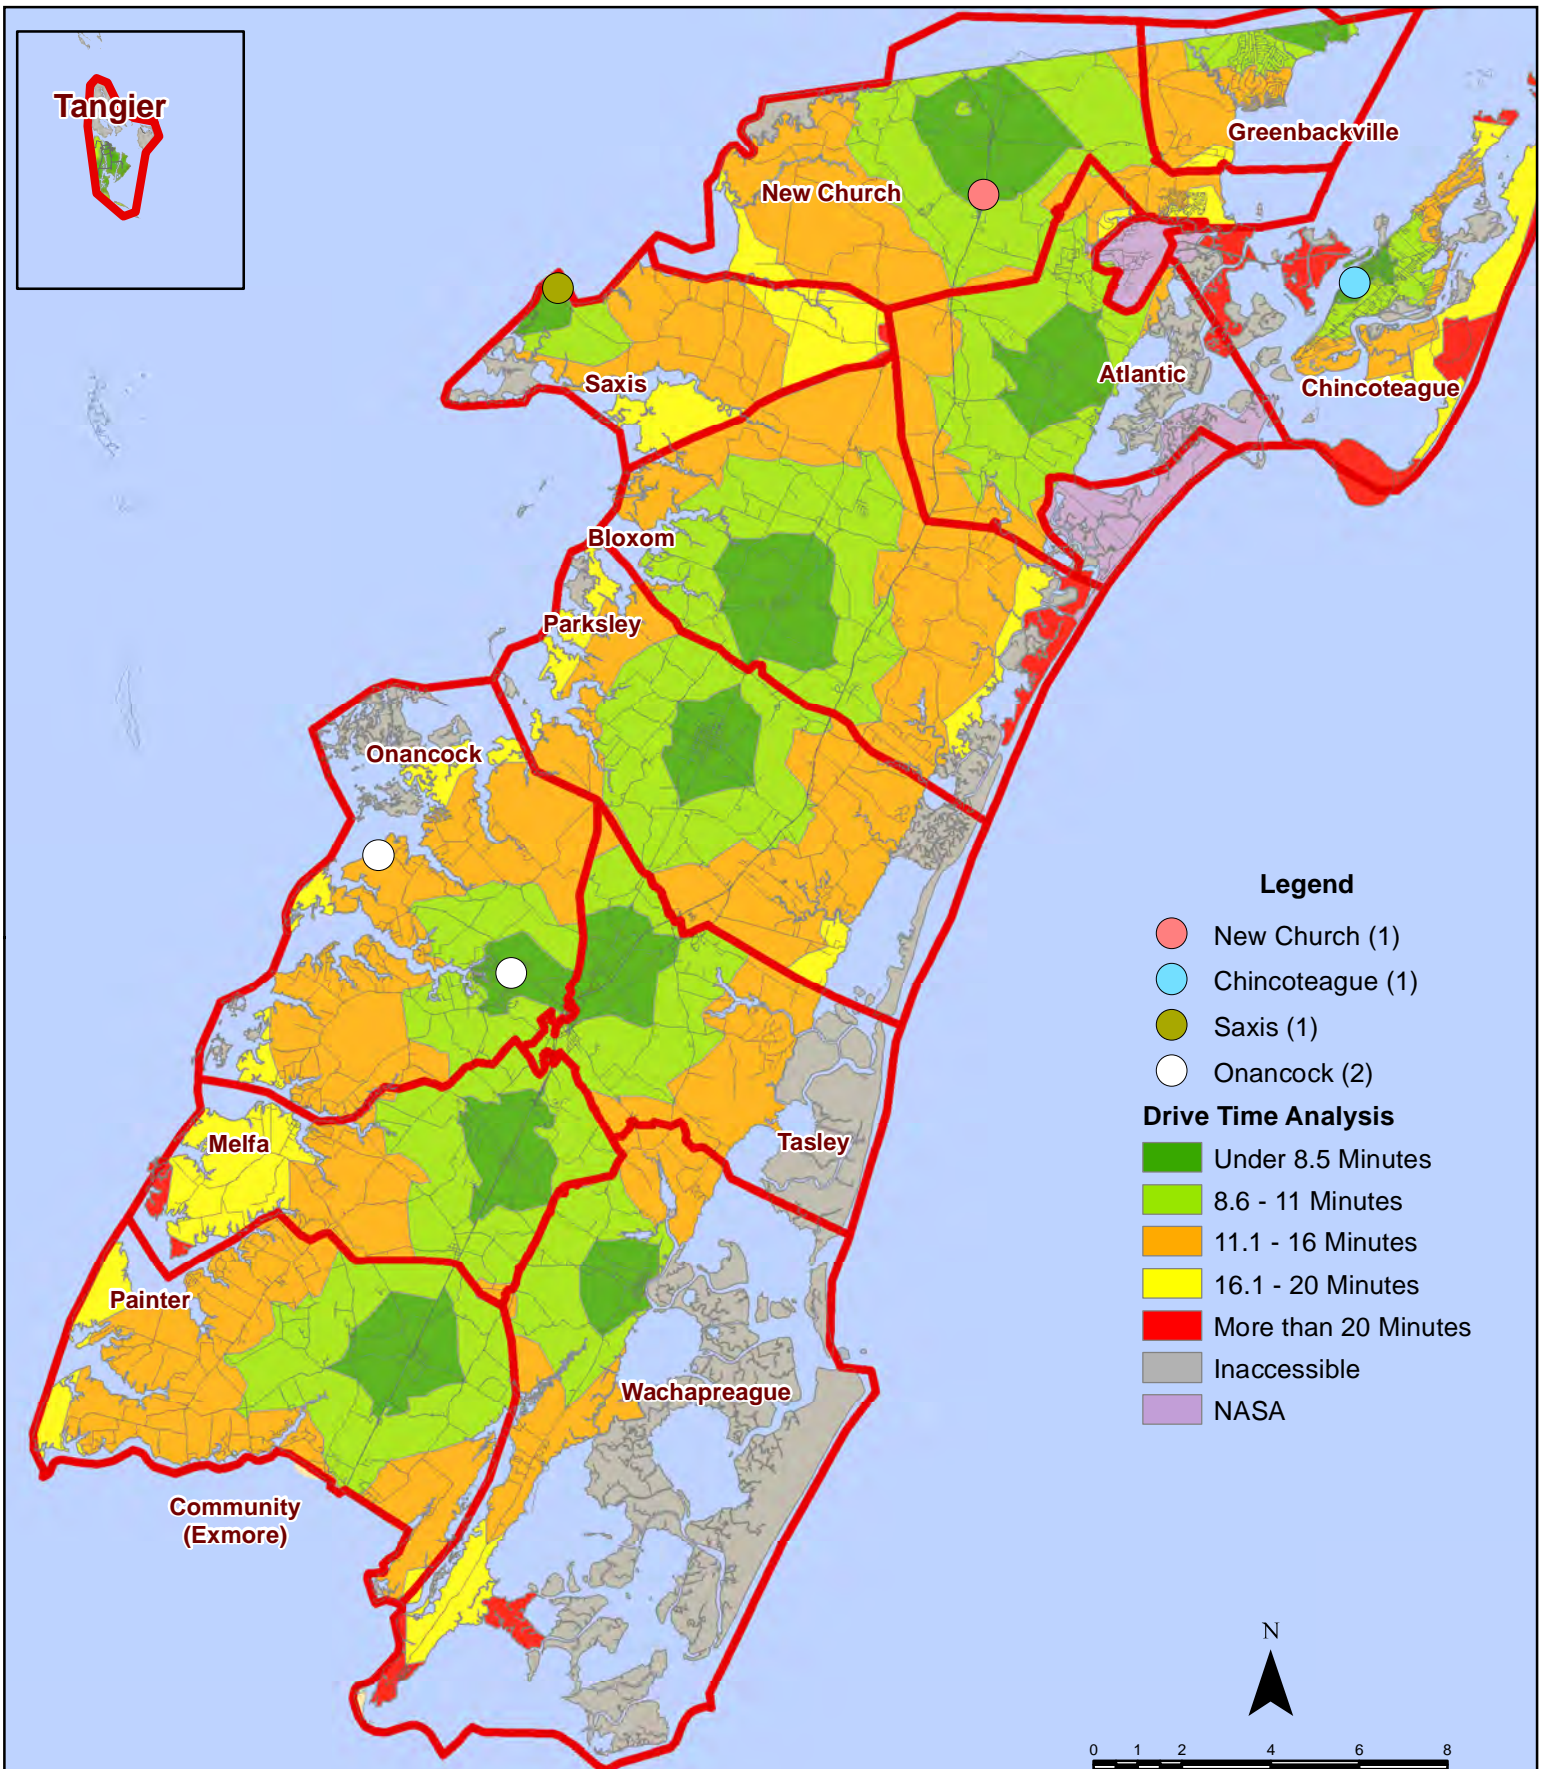 Tangier
Greenbackville
New Church
Atlantic
Saxis
Chincoteague
Bloxom
Parksley
Onancock
Melfa
Tasley
Painter
Wachapreague
Community
(Exmore)
Legend
New Church (1)
Chincoteague (1)
Saxis (1)
Onancock (2)
Drive Time Analysis
Under 8.5 Minutes
8.6 - 11 Minutes
11.1 - 16 Minutes
16.1 - 20 Minutes
More than 20 Minutes
Inaccessible
NASA
N
0 1 2 4 6 8